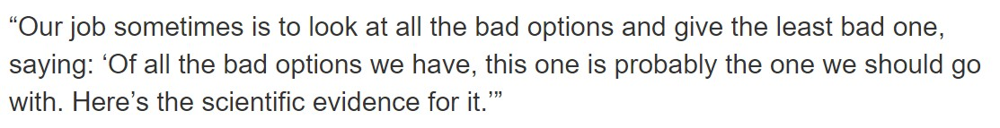 “Our job sometimes is to look at all the bad options and give the least bad one,
saying: ‘Of all the bad options we have, this one is probably the one we should go
with. Here’s the scientific evidence for it.’”